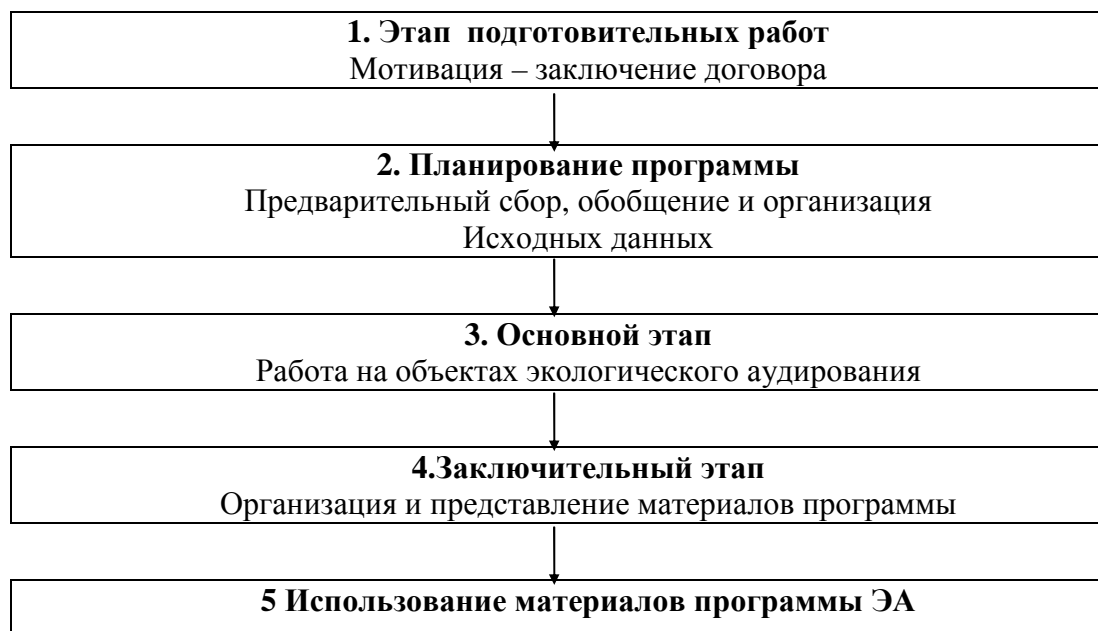 1. Этап подготовительных работ
Мотивация – заключение договора
2. Планирование программы
Предварительный сбор, обобщение и организация
Исходных данных
3. Основной этап
Работа на объектах экологического аудирования
4.Заключительный этап
Организация и представление материалов программы
5 Использование материалов программы ЭА